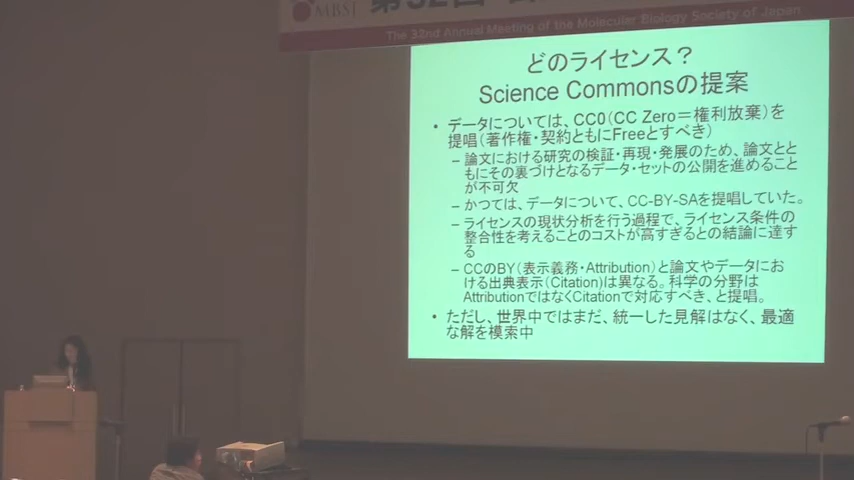 MBSJ 第32回
The 32nd Annual Meeting of the Molecular Biology Society of Japan
どのライセンス？
Science Commonsの提案
• データについては、CC0（CC Zero＝権利放棄）を
提唱（著作権・契約ともにFreeとすべき）
– 論文における研究の検証・再現・発展のため、論文とと
もにその裏づけとなるデータ・セットの公開を進めること
が不可欠
– かつては、データについて、CC-BY-SAを提唱していた。
– ライセンスの現状分析を行う過程で、ライセンス条件の
整合性を考えることのコストが高すぎるとの結論に達す
る
– CCのBY（表示義務・Attribution）と論文やデータにお
ける出典表示（Citation）は異なる。科学の分野は
AttributionではなくCitationで対応すべき、と提唱。
• ただし、世界中ではまだ、統一した見解はなく、最適
な解を模索中